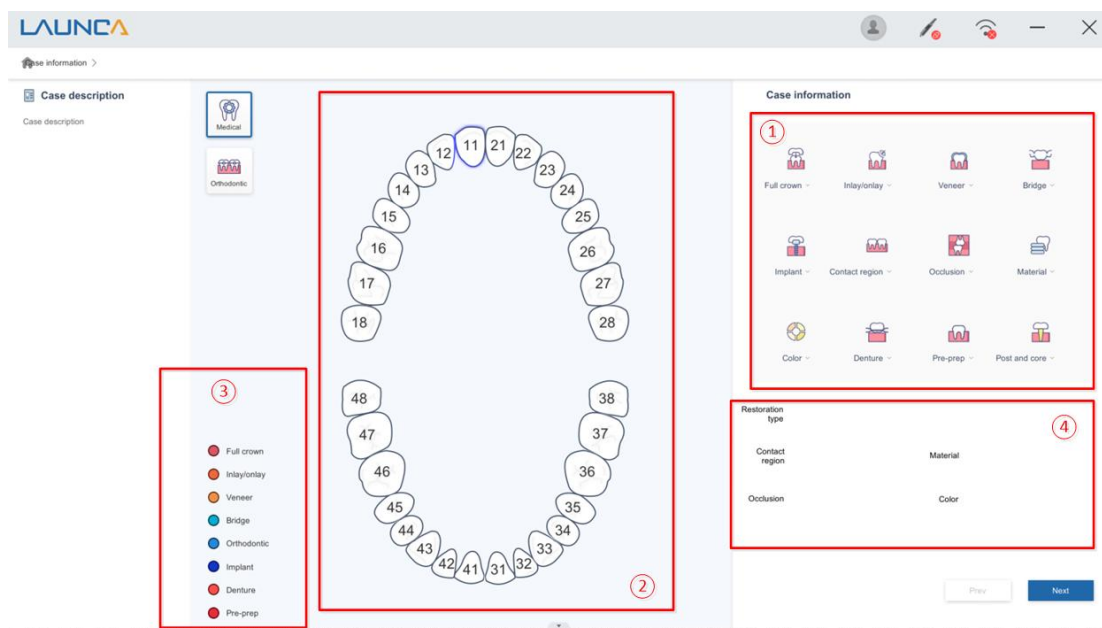 LAUNCA
Case information >
Case description
Case description
Medical
Orthodontic
12 11 21 22
13 23
14 24
15 25
16 26
17 27
18 28
48 38
47 37
46 36
45 35
44 34
43 33
42 41 31 32
②
③
Full crown
Inlay/onlay
Veneer
Bridge
Orthodontic
Implant
Denture
Pre-prep
Case information
①
Full crown Inlay/onlay Veneer Bridge
Implant Contact region Occlusion Material
Color Denture Pre-prep Post and core
④
Restoration
type
Contact
region
Material
Occlusion
Color
Prev Next